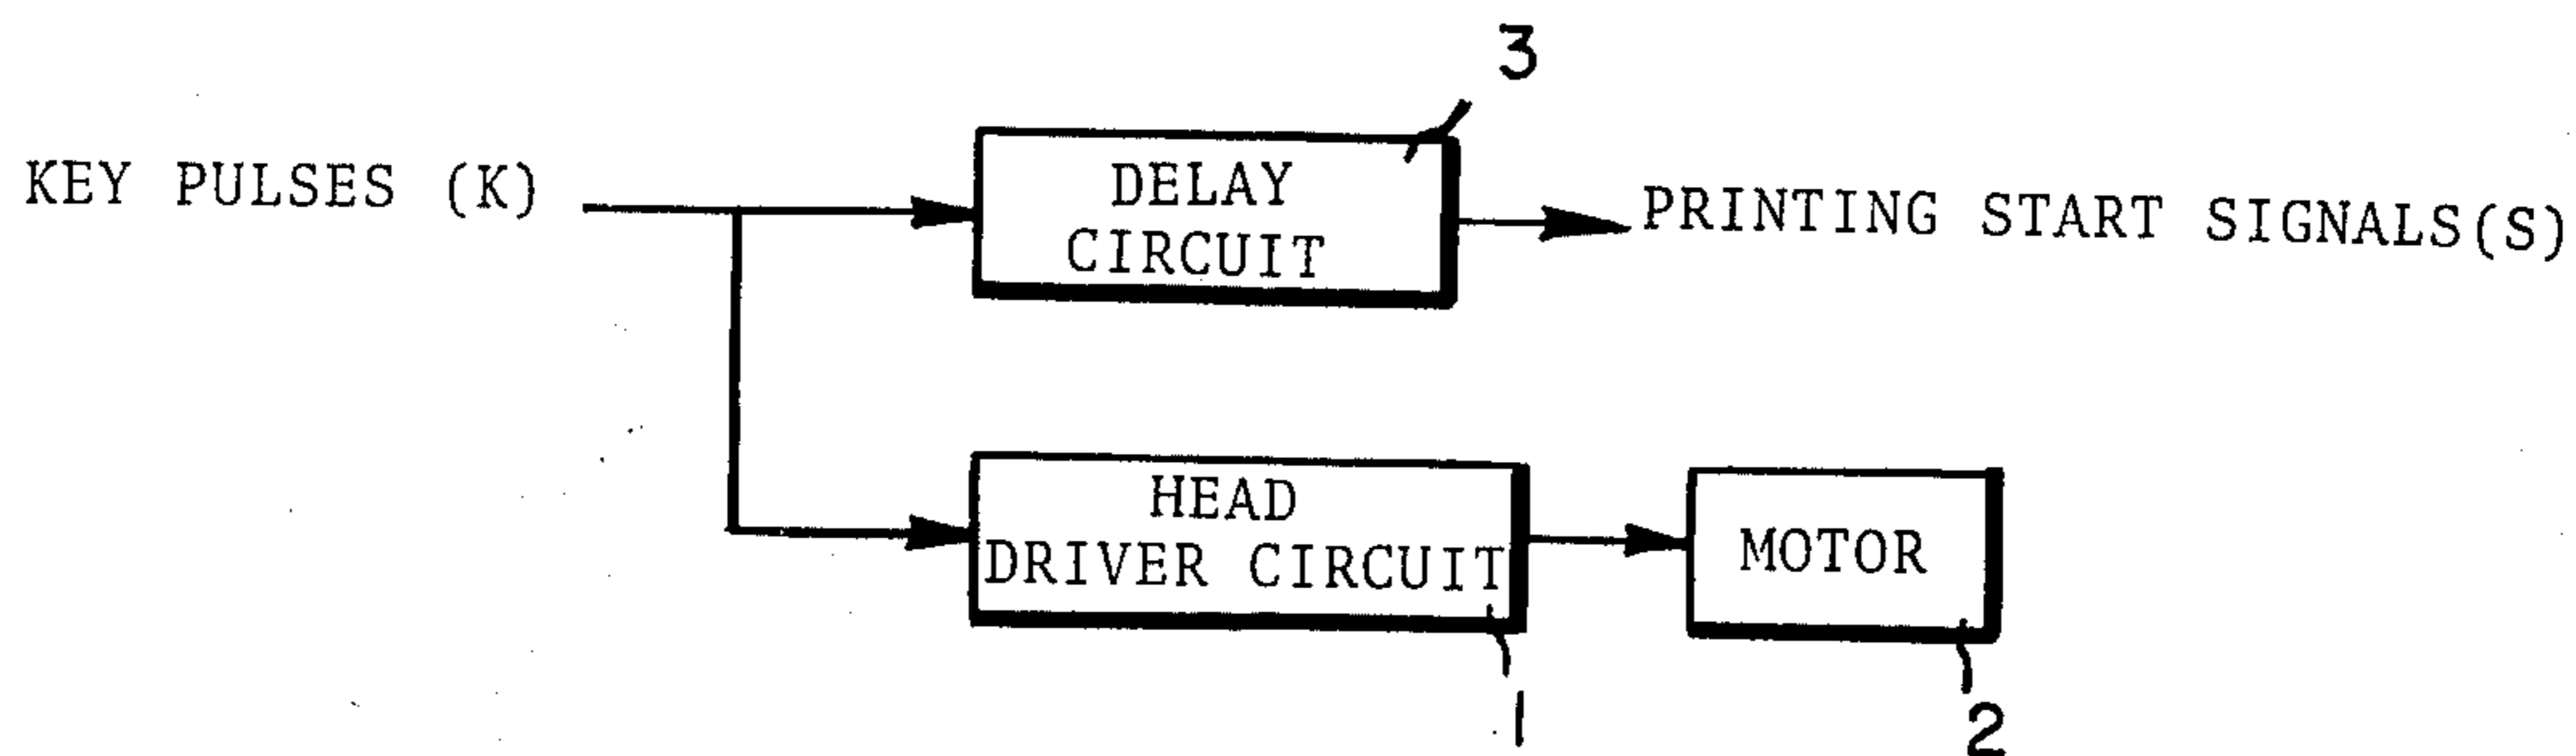 3
KEY PULSES (K)
DELAY
CIRCUIT
PRINTING START SIGNALS(S)
HEAD
DRIVER CIRCUIT
MOTOR
1
2